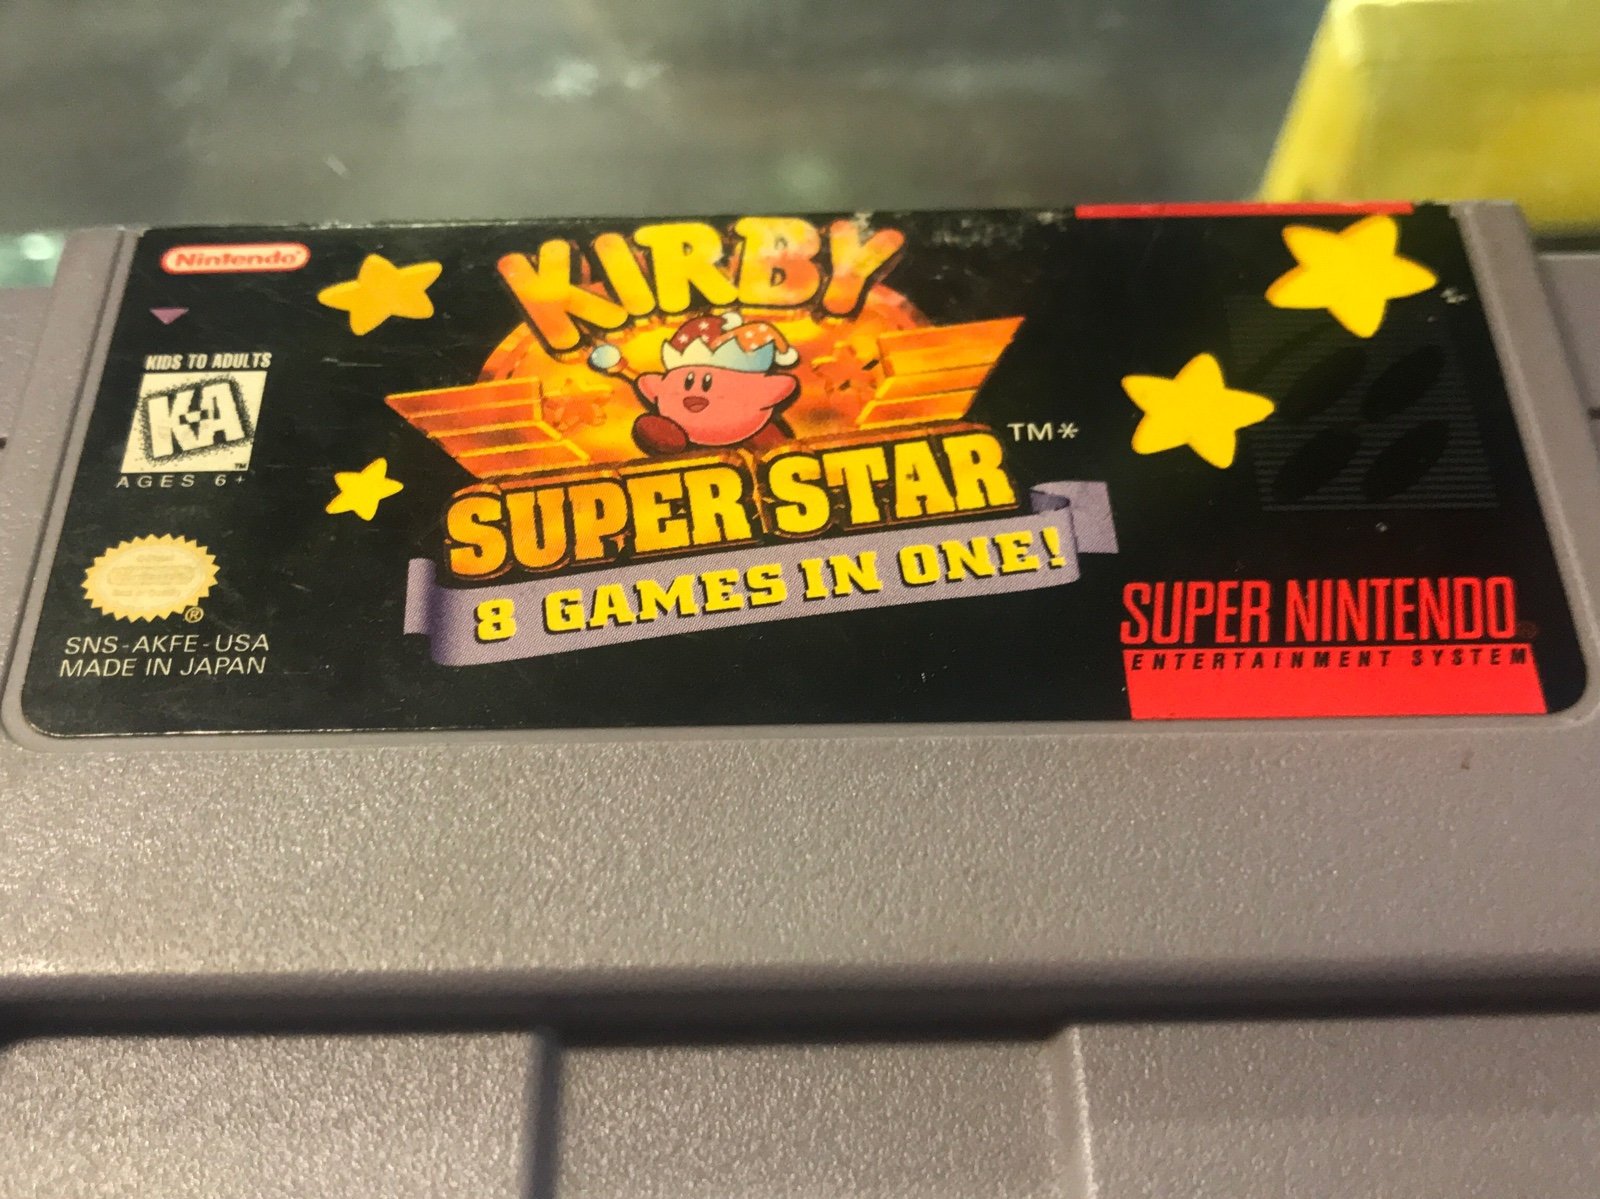 Nintendo®
KIDS TO ADULTS
K-A
TM
AGES 6+
®
SNS-AKFE-USA
MADE IN JAPAN
KIRBY
SUPER STAR TM*
8 GAMES IN ONE!
SUPER NINTENDO
ENTERTAINMENT SYSTEM